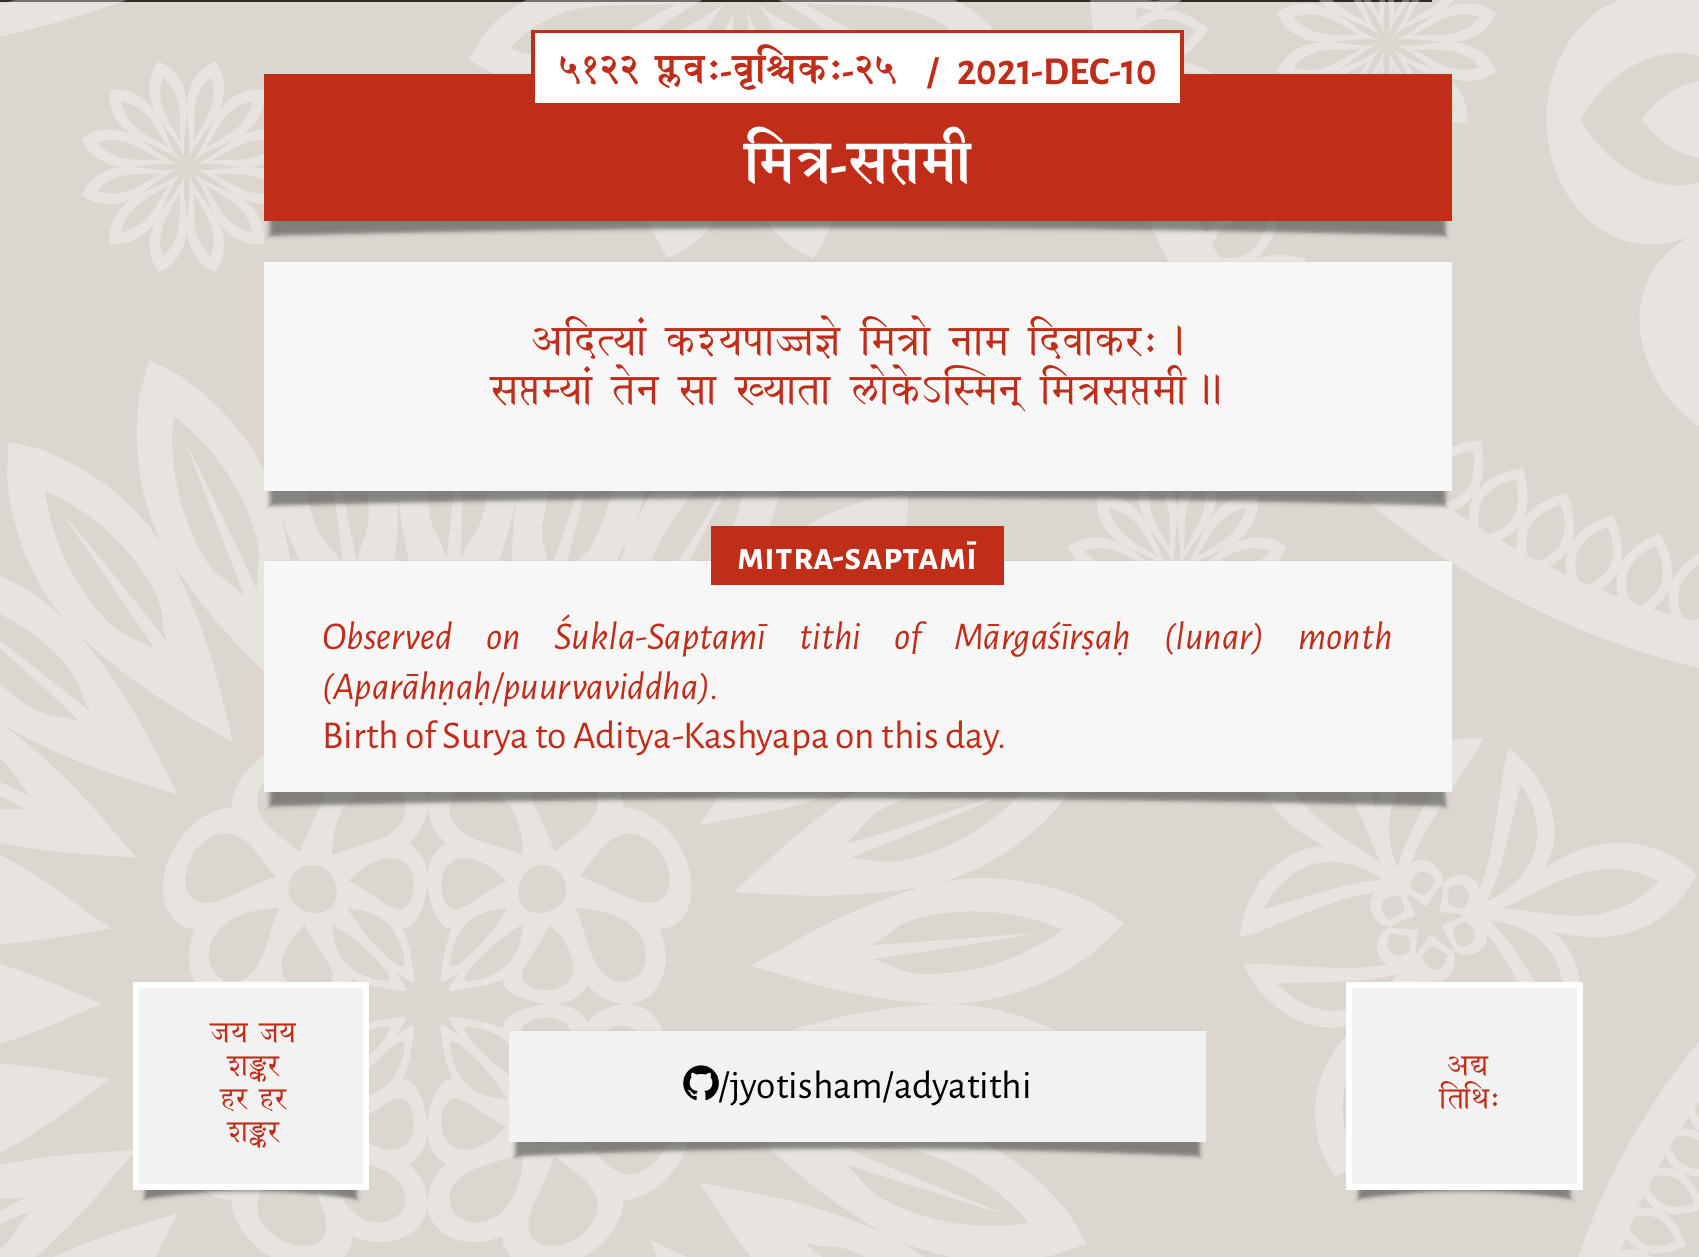 ५१२२ प्लवः-वृश्चिकः-२५ / 2021-DEC-10
मित्र-सप्तमी
अदित्यां कश्यपाज्जज्ञे मित्रो नाम दिवाकरः ।
सप्तम्यां तेन सा ख्याता लोकेऽस्मिन् मित्रसप्तमी ॥
MITRA-SAPTAMĪ
Observed on Śukla-Saptamī tithi of Mārgaśīrṣaḥ (lunar) month
(Aparāhṇaḥ/puurvaviddha).
Birth of Surya to Aditya-Kashyapa on this day.
जय जय
शङ्कर
हर हर
शङ्कर
/jyotisham/adyatithi
अद्य
तिथिः